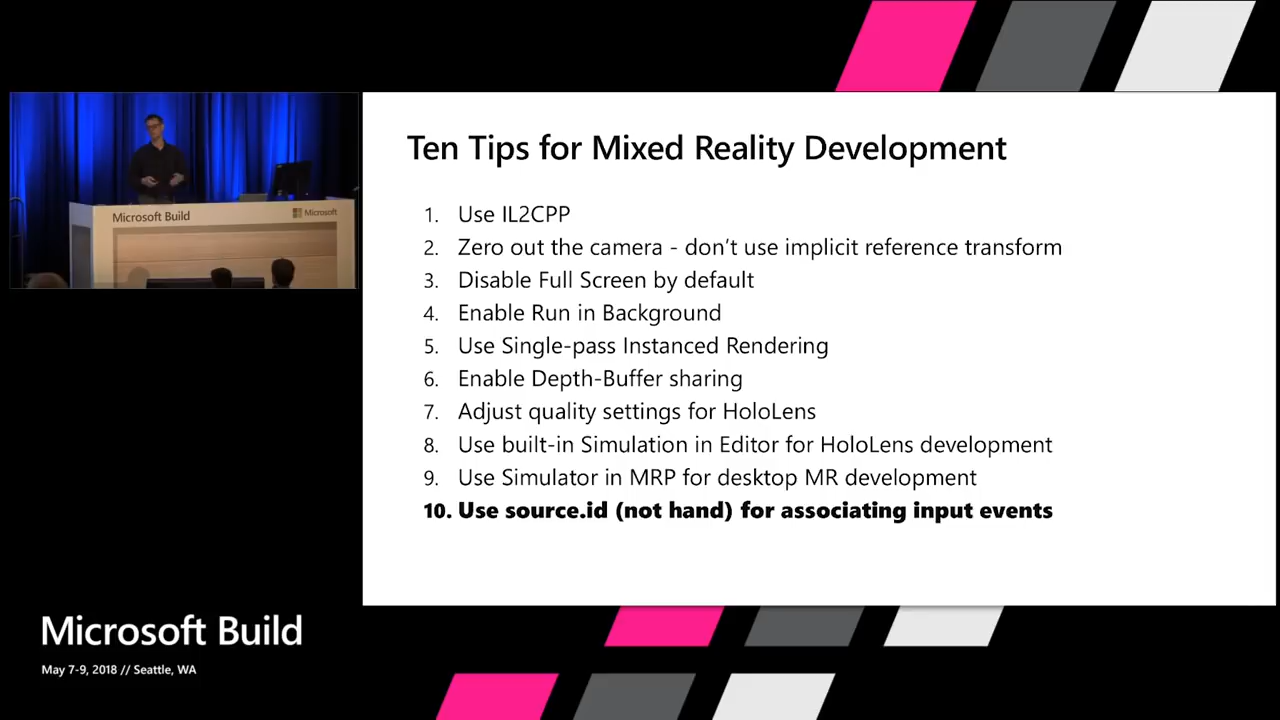 Ten Tips for Mixed Reality Development
1. Use IL2CPP
2. Zero out the camera - don’t use implicit reference transform
3. Disable Full Screen by default
4. Enable Run in Background
5. Use Single-pass Instanced Rendering
6. Enable Depth-Buffer sharing
7. Adjust quality settings for HoloLens
8. Use built-in Simulation in Editor for HoloLens development
9. Use Simulator in MRP for desktop MR development
10. Use source.id (not hand) for associating input events
Microsoft Build
Microsoft
Microsoft Build
May 7-9, 2018 // Seattle, WA